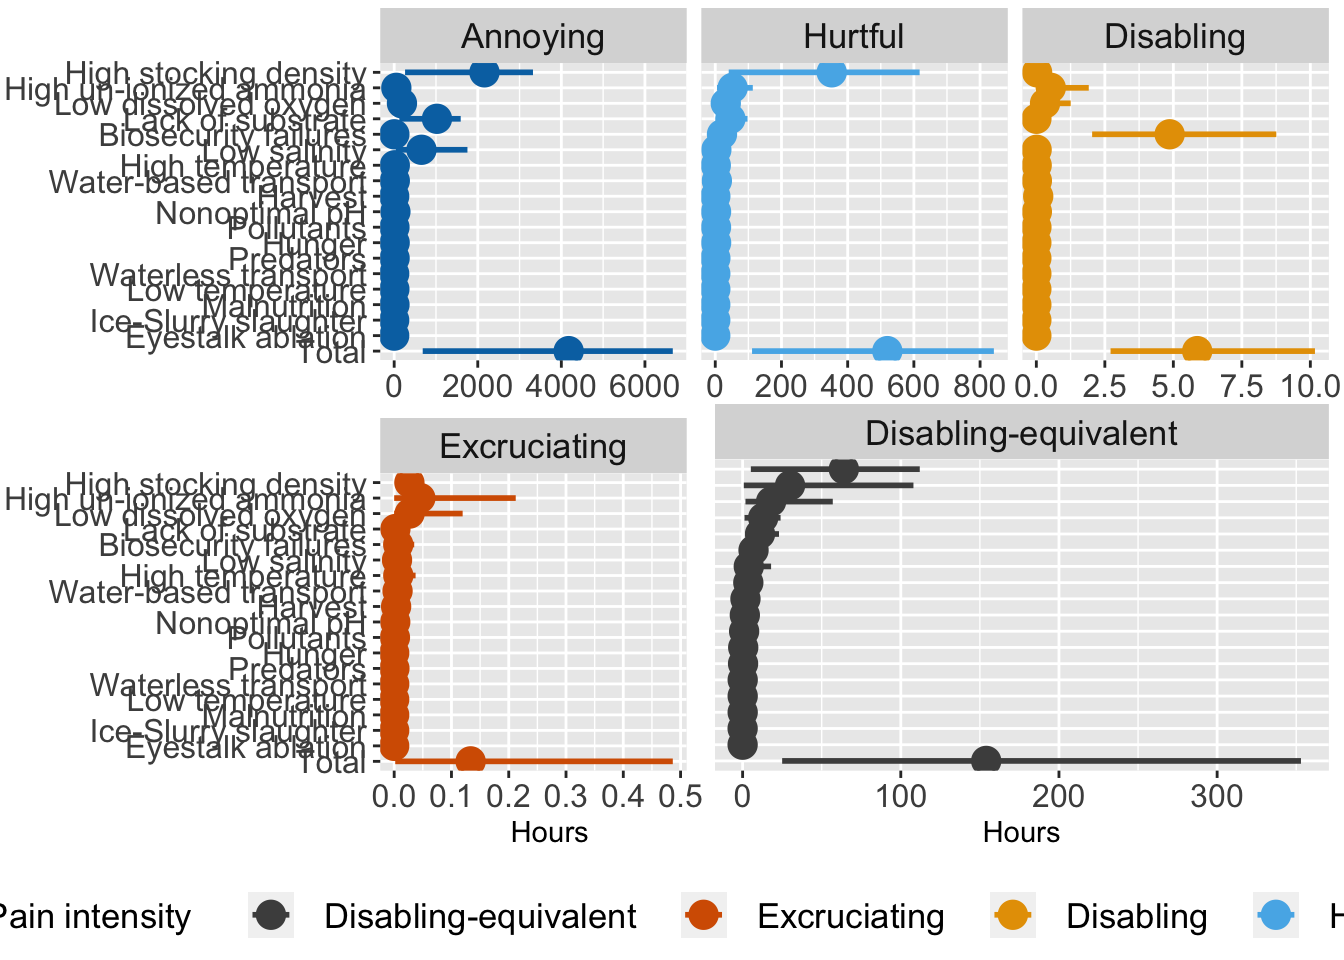 Annoying Hurtful Disabling
High stocking density
High un-ionized ammonia
Low dissolved oxygen
Lack of substrate
Biosecurity failures
Low salinity
High temperature
Water-based transport
Harvest
Nonoptimal pH
Pollutants
Hunger
Predators
Waterless transport
Low temperature
Malnutrition
Ice-Slurry slaughter
Eyestalk ablation
Total
0 2000 4000 6000 0 200 400 600 800 0.0 2.5 5.0 7.5 10.0
Excruciating Disabling-equivalent
High stocking density
High un-ionized ammonia
Low dissolved oxygen
Lack of substrate
Biosecurity failures
Low salinity
High temperature
Water-based transport
Harvest
Nonoptimal pH
Pollutants
Hunger
Predators
Waterless transport
Low temperature
Malnutrition
Ice-Slurry slaughter
Eyestalk ablation
Total
0.0 0.1 0.2 0.3 0.4 0.5 0 100 200 300
Hours Hours
Pain intensity Disabling-equivalent Excruciating Disabling H